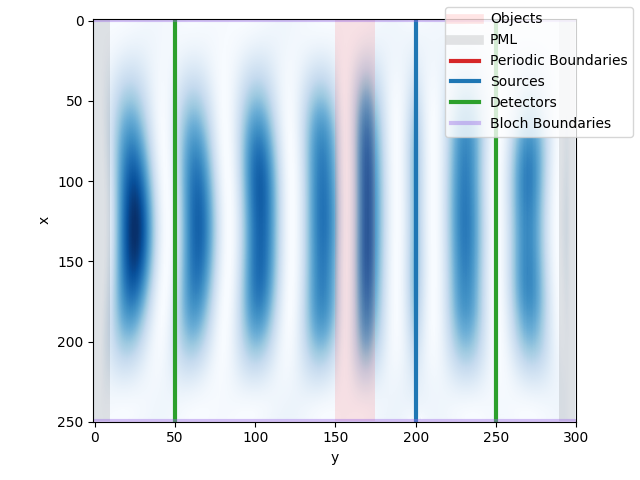 Objects
PML
Periodic Boundaries
Sources
Detectors
Bloch Boundaries
0
50
100
150
200
250
x
0 50 100 150 200 250 300
y